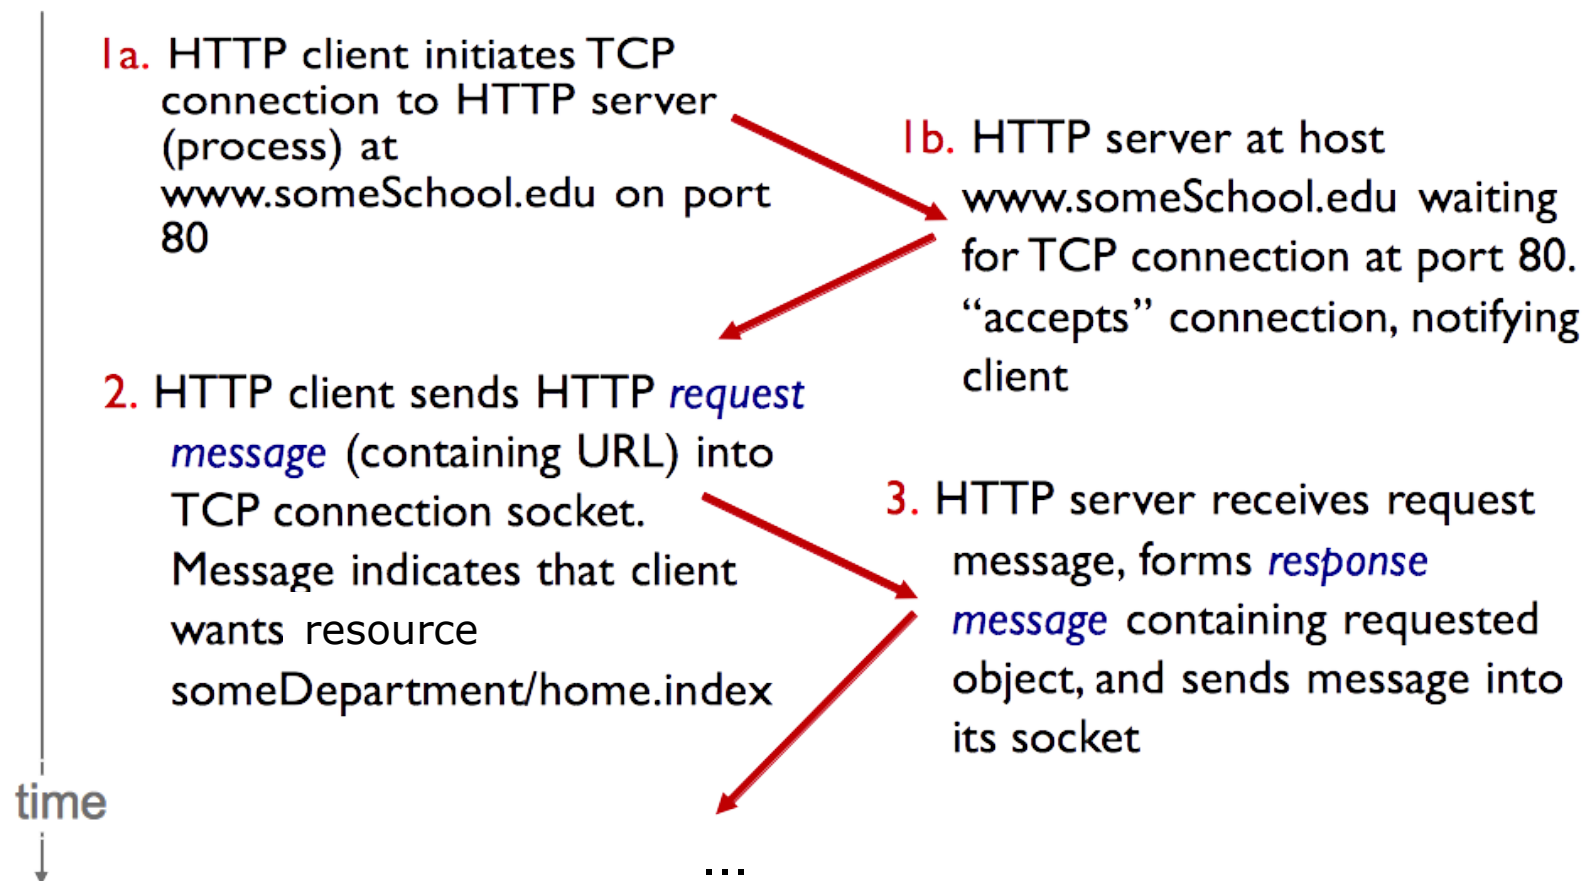 1a. HTTP client initiates TCP
connection to HTTP server
(process) at
www.someSchool.edu on port
80
1b. HTTP server at host
www.someSchool.edu waiting
for TCP connection at port 80.
“accepts” connection, notifying
client
2. HTTP client sends HTTP request
message (containing URL) into
TCP connection socket.
Message indicates that client
wants resource
someDepartment/home.index
3. HTTP server receives request
message, forms response
message containing requested
object, and sends message into
its socket
time
...